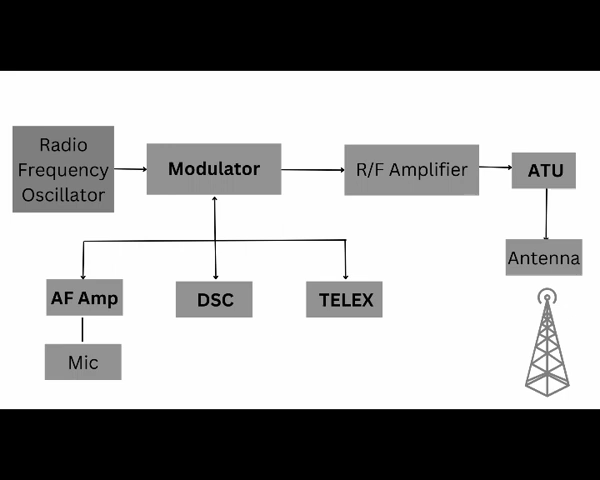 Radio
Frequency
Oscillator
Modulator
R/F Amplifier
ATU
Antenna
AF Amp
DSC
TELEX
Mic